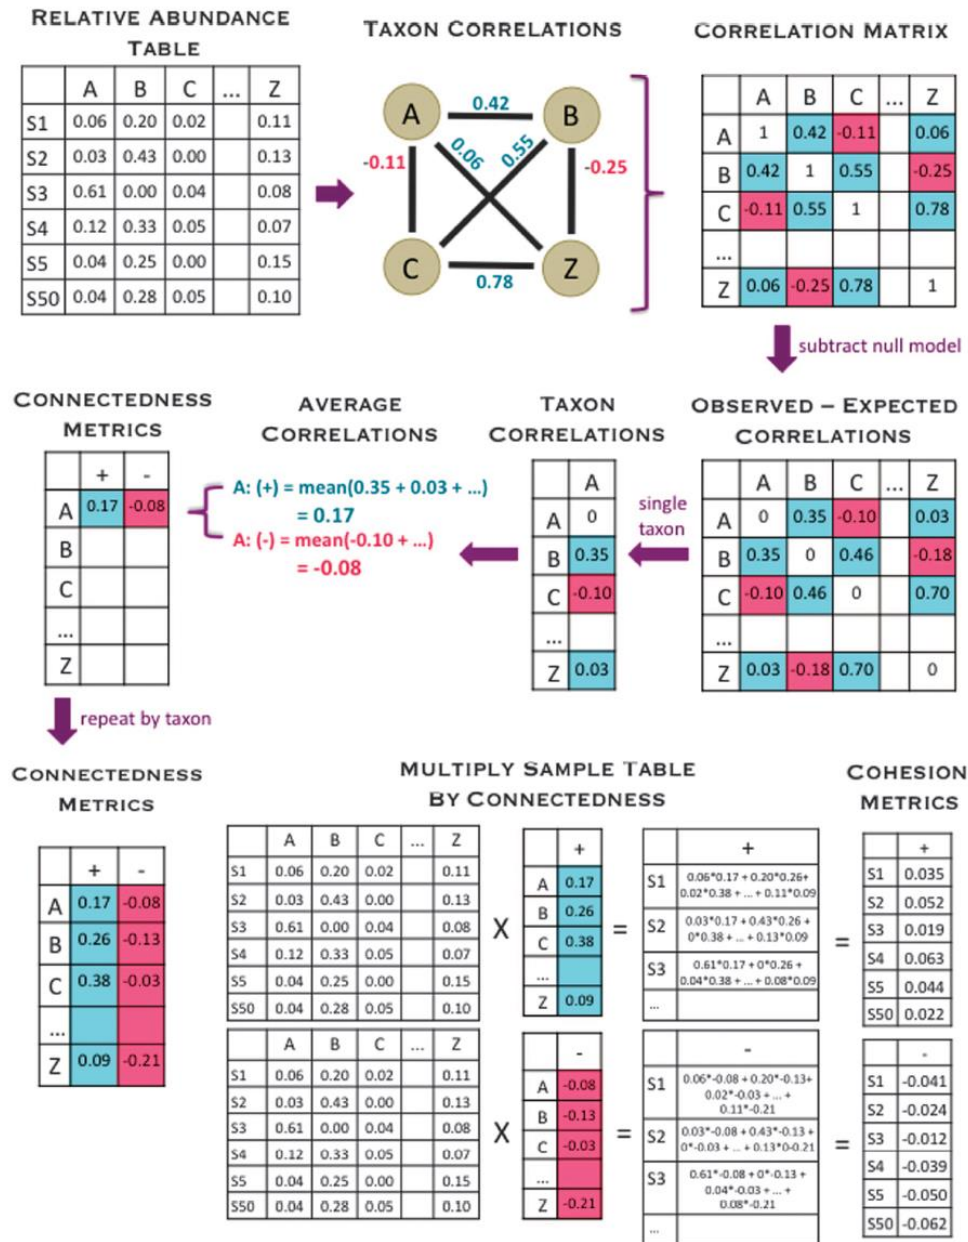 RELATIVE ABUNDANCE
TABLE
A B C ... Z
S1 0.06 0.20 0.02 0.11
S2 0.03 0.43 0.00 0.13
S3 0.61 0.00 0.04 0.08
S4 0.12 0.33 0.05 0.07
S5 0.04 0.25 0.00 0.15
S50 0.04 0.28 0.05 0.10
TAXON CORRELATIONS
A 0.42 B
-0.11 0.06 0.55 -0.25
C 0.78 Z
CORRELATION MATRIX
A B C ... Z
A 1 0.42 -0.11 0.06
B 0.42 1 0.55 -0.25
C -0.11 0.55 1 0.78
...
Z 0.06 -0.25 0.78 1
subtract null model
OBSERVED – EXPECTED
CORRELATIONS
A B C ... Z
A 0 0.35 -0.10 0.03
B 0.35 0 0.46 -0.18
C -0.10 0.46 0 0.70
...
Z 0.03 -0.18 0.70 0
single
taxon
TAXON
CORRELATIONS
A
A 0
B 0.35
C -0.10
...
Z 0.03
AVERAGE
CORRELATIONS
A: (+) = mean(0.35 + 0.03 + ...)
= 0.17
A: (-) = mean(-0.10 + ...)
= -0.08
CONNECTEDNESS
METRICS
+ -
A 0.17 -0.08
B
C
...
Z
repeat by taxon
CONNECTEDNESS
METRICS
+ -
A 0.17 -0.08
B 0.26 -0.13
C 0.38 -0.03
...
Z 0.09 -0.21
MULTIPLY SAMPLE TABLE
BY CONNECTEDNESS
A B C ... Z
S1 0.06 0.20 0.02 0.11
S2 0.03 0.43 0.00 0.13
S3 0.61 0.00 0.04 0.08
S4 0.12 0.33 0.05 0.07
S5 0.04 0.25 0.00 0.15
S50 0.04 0.28 0.05 0.10
X
+
A 0.17
B 0.26
C 0.38
...
Z 0.09
=
+
S1 0.06*0.17 + 0.20*0.26+
0.02*0.38 + ... + 0.11*0.09
S2 0.03*0.17 + 0.43*0.26 +
0*0.38 + ... + 0.13*0.09
S3 0.61*0.17 + 0*0.26 +
0.04*0.38 + ... + 0.08*0.09
...
=
COHESION
METRICS
+
S1 0.035
S2 0.052
S3 0.019
S4 0.063
S5 0.044
S50 0.022
A B C ... Z
S1 0.06 0.20 0.02 0.11
S2 0.03 0.43 0.00 0.13
S3 0.61 0.00 0.04 0.08
S4 0.12 0.33 0.05 0.07
S5 0.04 0.25 0.00 0.15
S50 0.04 0.28 0.05 0.10
X
-
A -0.08
B -0.13
C -0.03
...
Z -0.21
=
-
S1 0.06*-0.08 + 0.20*-0.13+
0.02*-0.03 + ... +
0.11*-0.21
S2 0.03*-0.08 + 0.43*-0.13 +
0*-0.03 + ... + 0.13*0-0.21
S3 0.61*-0.08 + 0*-0.13 +
0.04*-0.03 + ... +
0.08*-0.21
...
=
-
S1 -0.041
S2 -0.024
S3 -0.012
S4 -0.039
S5 -0.050
S50 -0.062